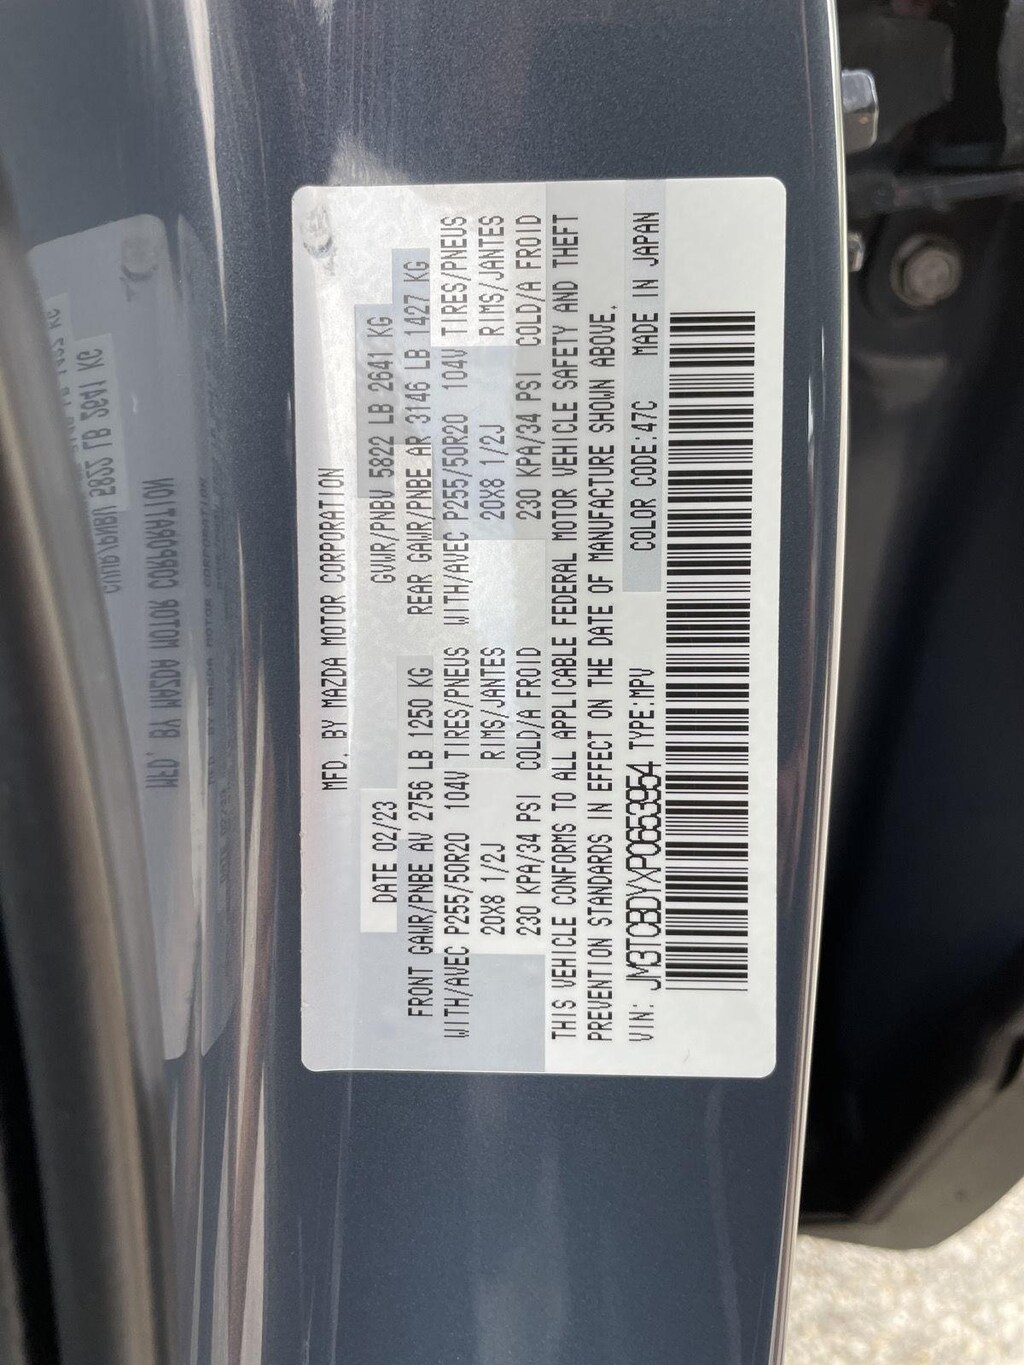 MFD. BY MAZDA MOTOR CORPORATION
DATE 02/23 GVWR/PNBV 5822 LB 2641 KG
FRONT GAWR/PNBE AV 2756 LB 1250 KG REAR GAWR/PNBE AR 3146 LB 1427 KG
WITH/AVEC P255/50R20 104V TIRES/PNEUS WITH/AVEC P255/50R20 104V TIRES/PNEUS
20X8 1/2J RIMS/JANTES 20X8 1/2J RIMS/JANTES
230 KPA/34 PSI COLD/A FROID 230 KPA/34 PSI COLD/A FROID
THIS VEHICLE CONFORMS TO ALL APPLICABLE FEDERAL MOTOR VEHICLE SAFETY AND THEFT
PREVENTION STANDARDS IN EFFECT ON THE DATE OF MANUFACTURE SHOWN ABOVE.
VIN: JM3TCBDYXP0653954 TYPE:MPV COLOR CODE:47C MADE IN JAPAN